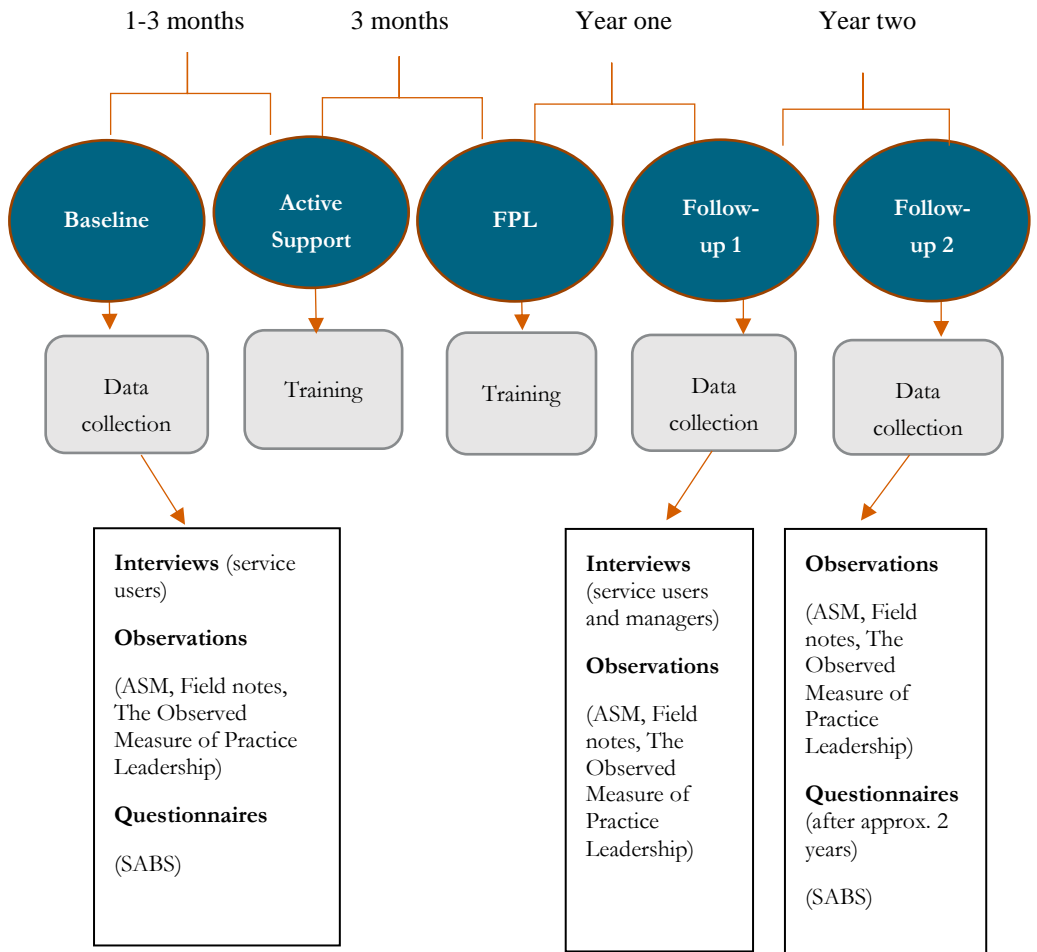 1-3 months
3 months
Year one
Year two
Baseline
Active
Support
FPL
Follow-
up 1
Follow-
up 2
Data
collection
Training
Training
Data
collection
Data
collection
Interviews (service
users)
Observations
(ASM, Field notes,
The Observed
Measure of Practice
Leadership)
Questionnaires
(SABS)
Interviews
(service users
and managers)
Observations
(ASM, Field
notes, The
Observed
Measure of
Practice
Leadership)
Observations
(ASM, Field
notes, The
Observed
Measure of
Practice
Leadership)
Questionnaires
(after approx. 2
years)
(SABS)